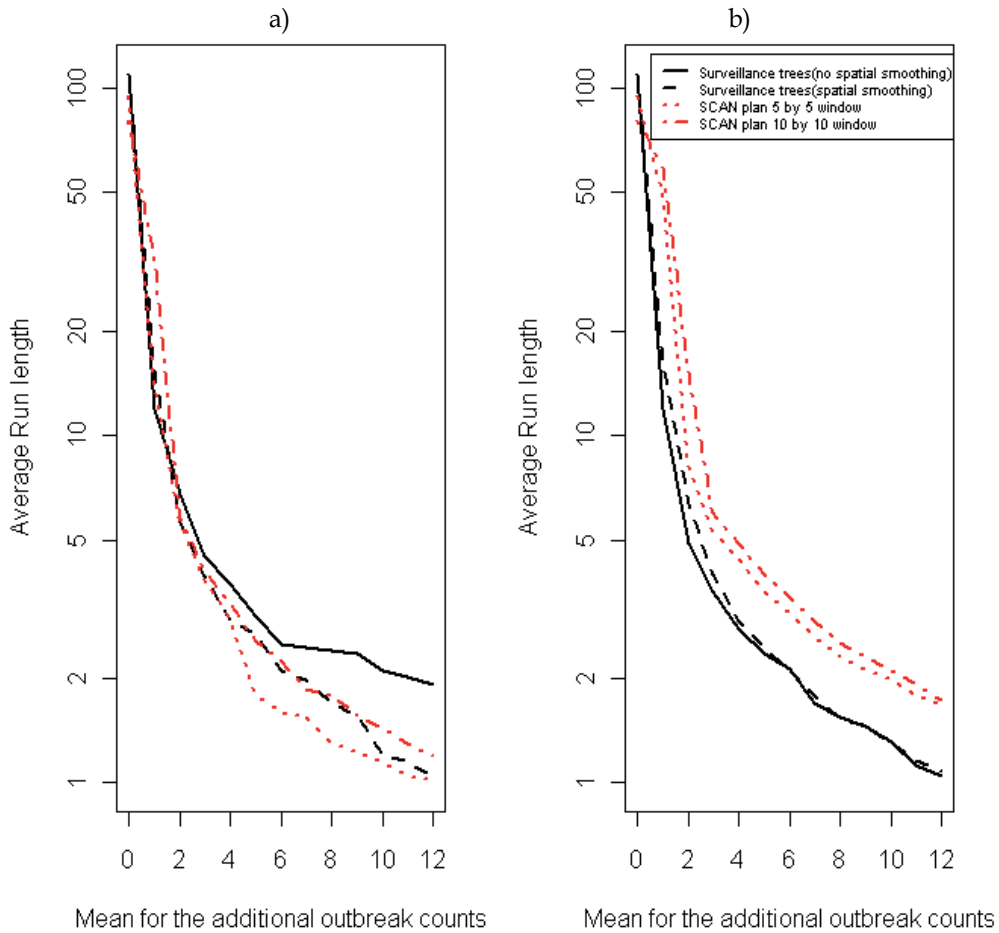 a)
Average Run length
100
50
20
10
5
2
1
0 2 4 6 8 10 12
Mean for the additional outbreak counts
b)
Surveillance trees(no spatial smoothing)
Surveillance trees(spatial smoothing)
SCAN plan 5 by 5 window
SCAN plan 10 by 10 window
Average Run length
100
50
20
10
5
2
1
0 2 4 6 8 10 12
Mean for the additional outbreak counts